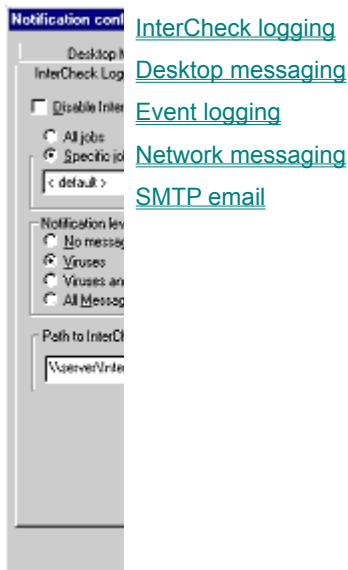 Notification conf
Desktop M
InterCheck Log
Disable Inter
All jobs
Specific jo
< default >
Notification lev
No messag
Viruses
Viruses an
All Messag
Path to InterCh
\\server\Inte
InterCheck logging
Desktop messaging
Event logging
Network messaging
SMTP email